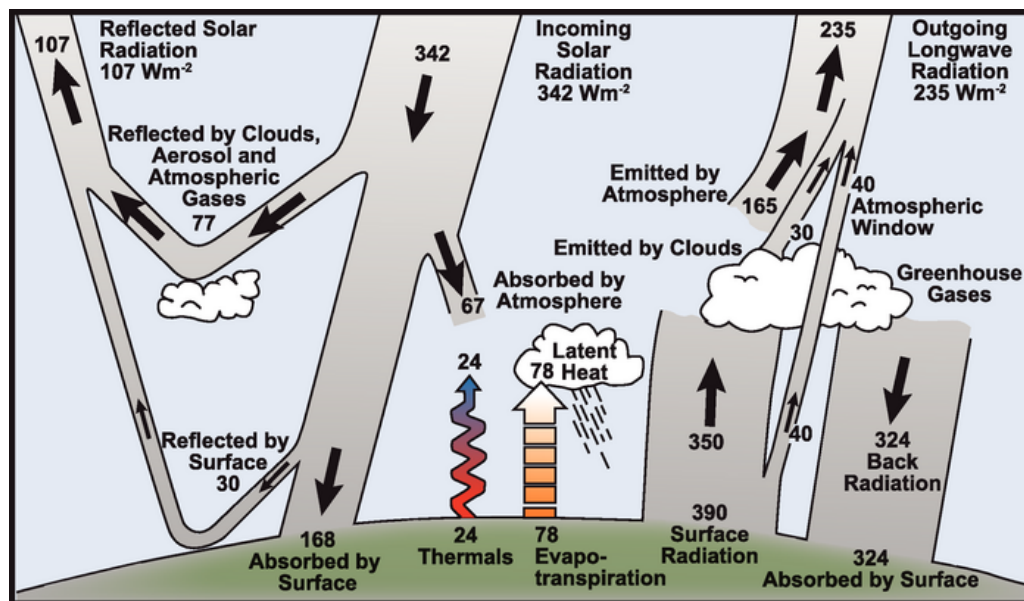 107
Reflected Solar
Radiation
107 Wm-2
342
Incoming
Solar
Radiation
342 Wm-2
235
Outgoing
Longwave
Radiation
235 Wm-2
Reflected by Clouds,
Aerosol and
Atmospheric
Gases
77
Emitted by
Atmosphere
165
40
Atmospheric
Window
30
Emitted by Clouds
Absorbed by
Atmosphere
67
Greenhouse
Gases
24
78
Latent
Heat
Reflected by
Surface
30
350
40
324
Back
Radiation
168
Absorbed by
Surface
24
Thermals
78
Evapo-
transpiration
390
Surface
Radiation
324
Absorbed by Surface